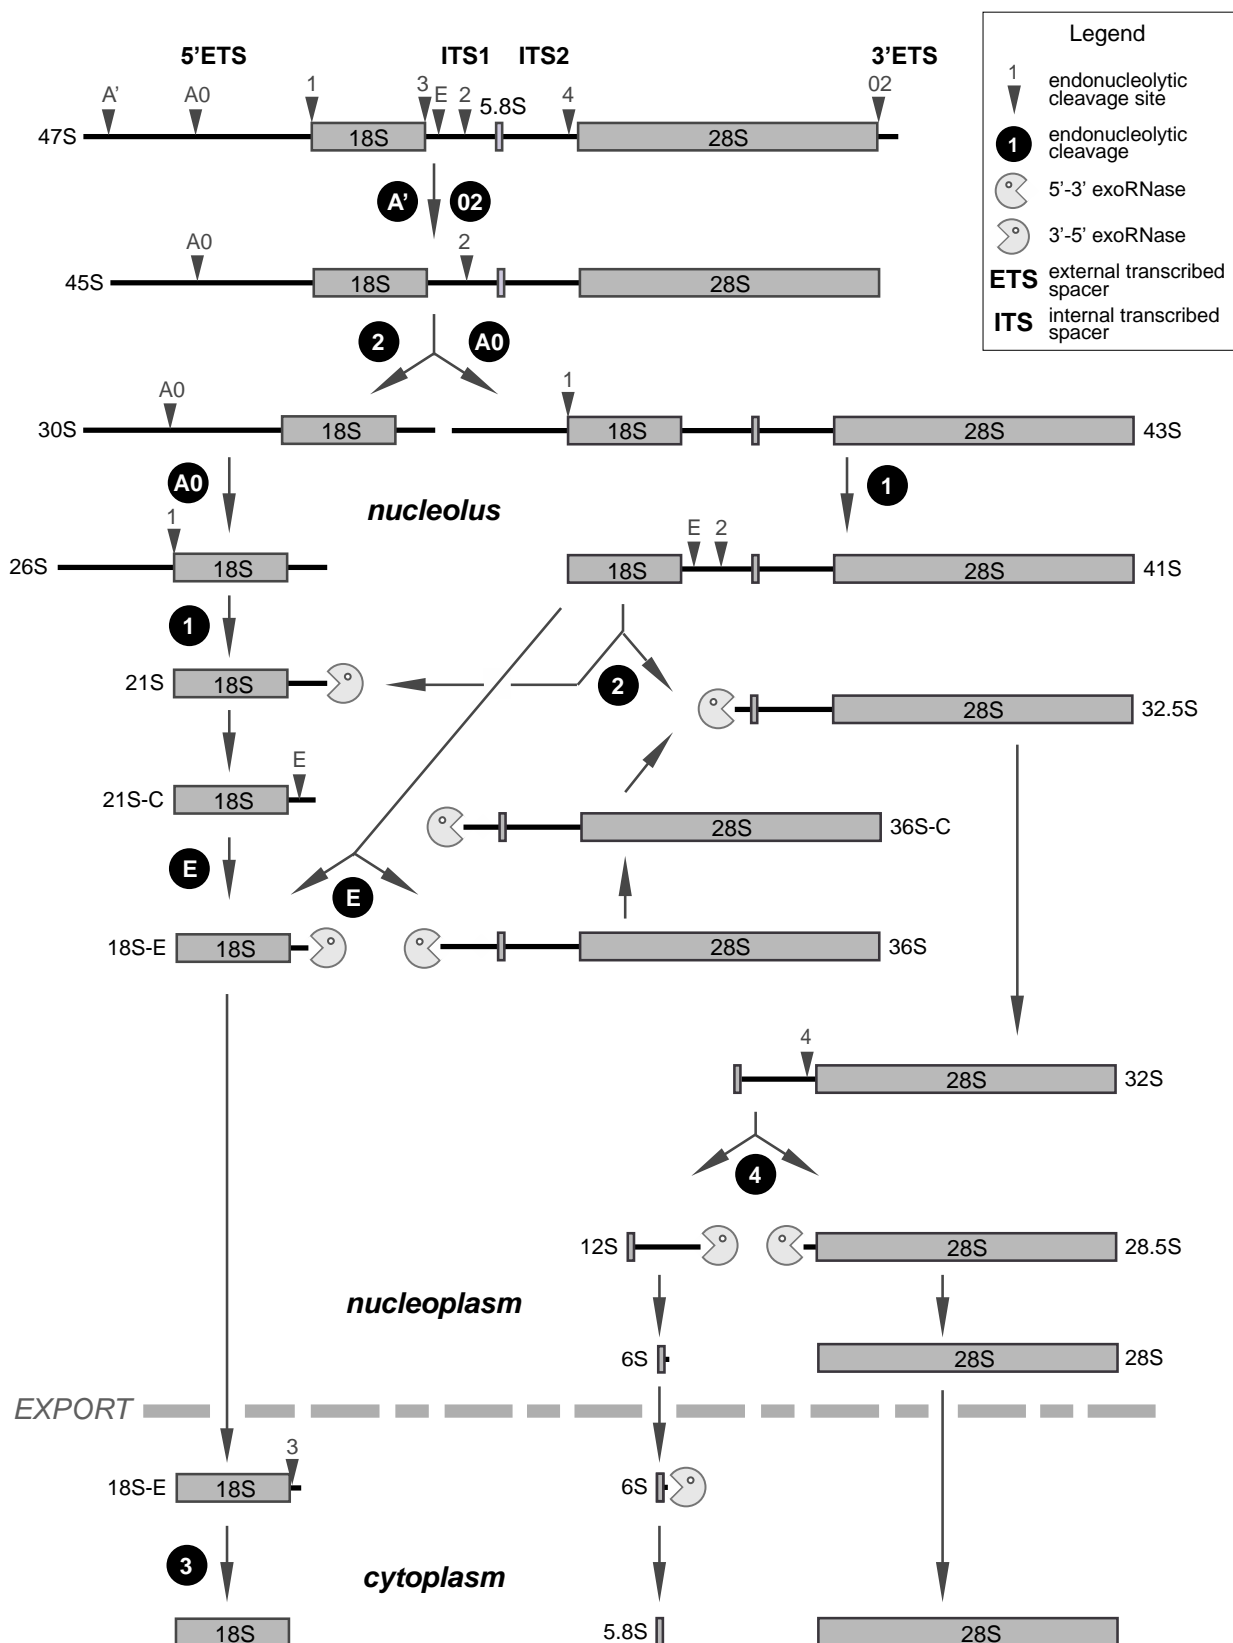 5’ETS ITS1 ITS2 3’ETS
A’ A0 1 3 E 2 5.8S 4 02
47S 18S 28S
A’ 02
A0 2
45S 18S 28S
2 A0
A0 1
30S 18S 18S 28S 43S
A0 nucleolus 1
1 E 2
26S 18S 18S 28S 41S
1
21S 18S 2 28S 32.5S
E
21S-C 18S 28S 36S-C
E E
18S-E 18S 28S 36S
4
28S 32S
4
12S 28S 28.5S
nucleoplasm
6S 28S 28S
EXPORT
3
18S-E 18S 6S
3 cytoplasm
18S 5.8S 28S
Legend
1 endonucleolytic
cleavage site
1 endonucleolytic
cleavage
5’-3’ exoRNase
3’-5’ exoRNase
ETS external transcribed
spacer
ITS internal transcribed
spacer